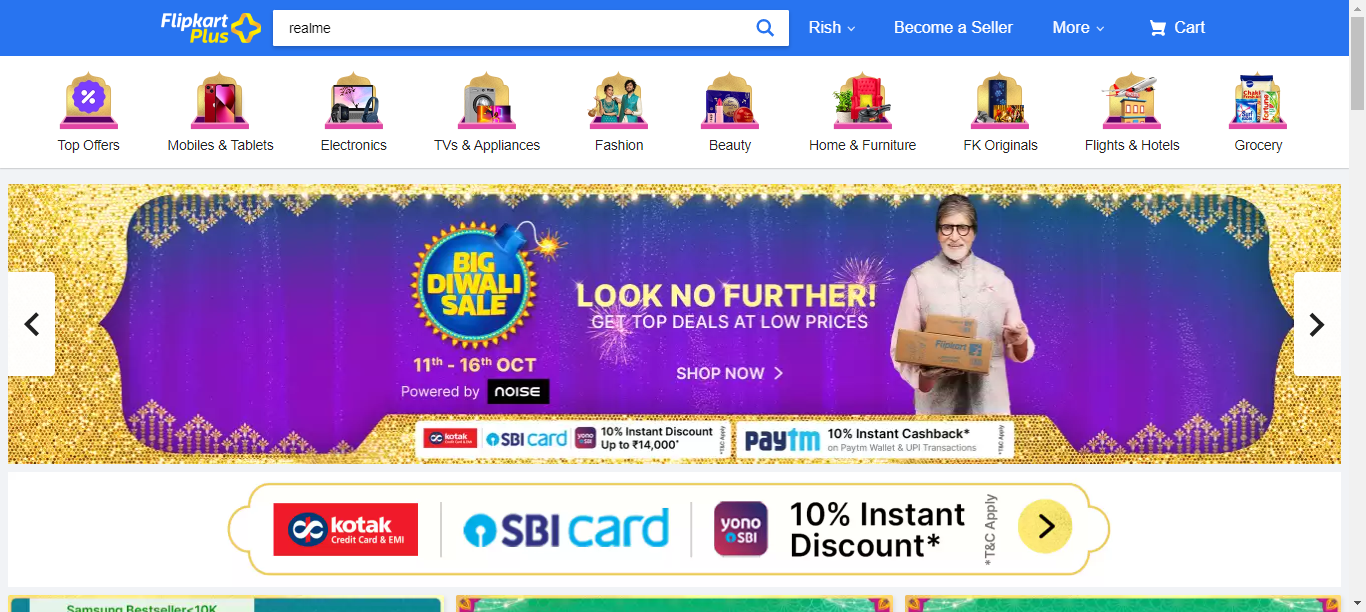 Flipkart
Plus
realme
Rish
Become a Seller
More
Cart
Top Offers
Mobiles & Tablets
Electronics
TVs & Appliances
Fashion
Beauty
Home & Furniture
FK Originals
Flights & Hotels
Grocery
BIG
DIWALI
SALE
11th - 16th OCT
Powered by noise
LOOK NO FURTHER!
GET TOP DEALS AT LOW PRICES
SHOP NOW
Flipkart
kotak
Credit Card & EMI
SBI card
yono
SBI
10% Instant Discount
Up to ₹14,000*
*T&C Apply
paytm
10% Instant Cashback*
on Paytm Wallet & UPI Transactions
*T&C Apply
kotak
Credit Card & EMI
SBI card
yono
SBI
10% Instant
Discount*
*T&C Apply
Samsung Bestseller<10K